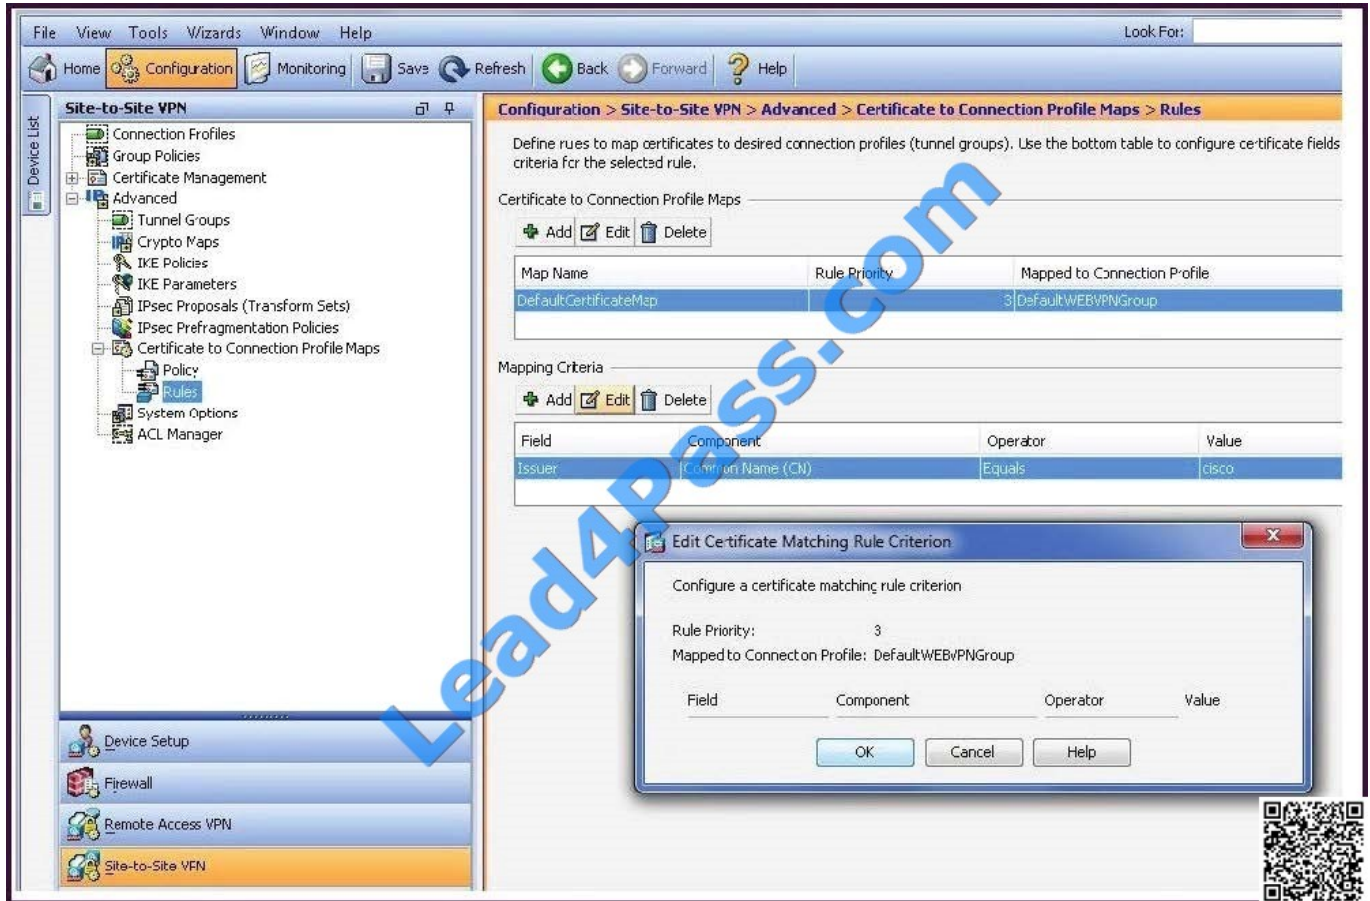 File View Tools Wizards Window Help
Look For:
Home Configuration Monitoring Save Refresh Back Forward Help
Device List
Site-to-Site VPN
Connection Profiles
Group Policies
Certificate Management
Advanced
Tunnel Groups
Crypto Maps
IKE Policies
IKE Parameters
IPsec Proposals (Transform Sets)
IPsec Prefragmentation Policies
Certificate to Connection Profile Maps
Policy
Rules
System Options
ACL Manager
Device Setup
Firewall
Remote Access VPN
Site-to-Site VPN
Configuration > Site-to-Site VPN > Advanced > Certificate to Connection Profile Maps > Rules
Define rues to map certificates to desired connection profiles (tunnel groups). Use the bottom table to configure certificate fields
criteria for the selected rule.
Certificate to Connection Profile Maps
Add Edit Delete
Map Name Rule Priority Mapped to Connection Profile
DefaultCertificateMap 3 DefaultWEBVPNGroup
Mapping Criteria
Add Edit Delete
Field Component Operator Value
Issuer Common Name (CN) Equals cisco
Edit Certificate Matching Rule Criterion
Configure a certificate matching rule criterion
Rule Priority: 3
Mapped to Connection Profile: DefaultWEBVPNGroup
Field Component Operator Value
OK Cancel Help
Lead4Pass.com